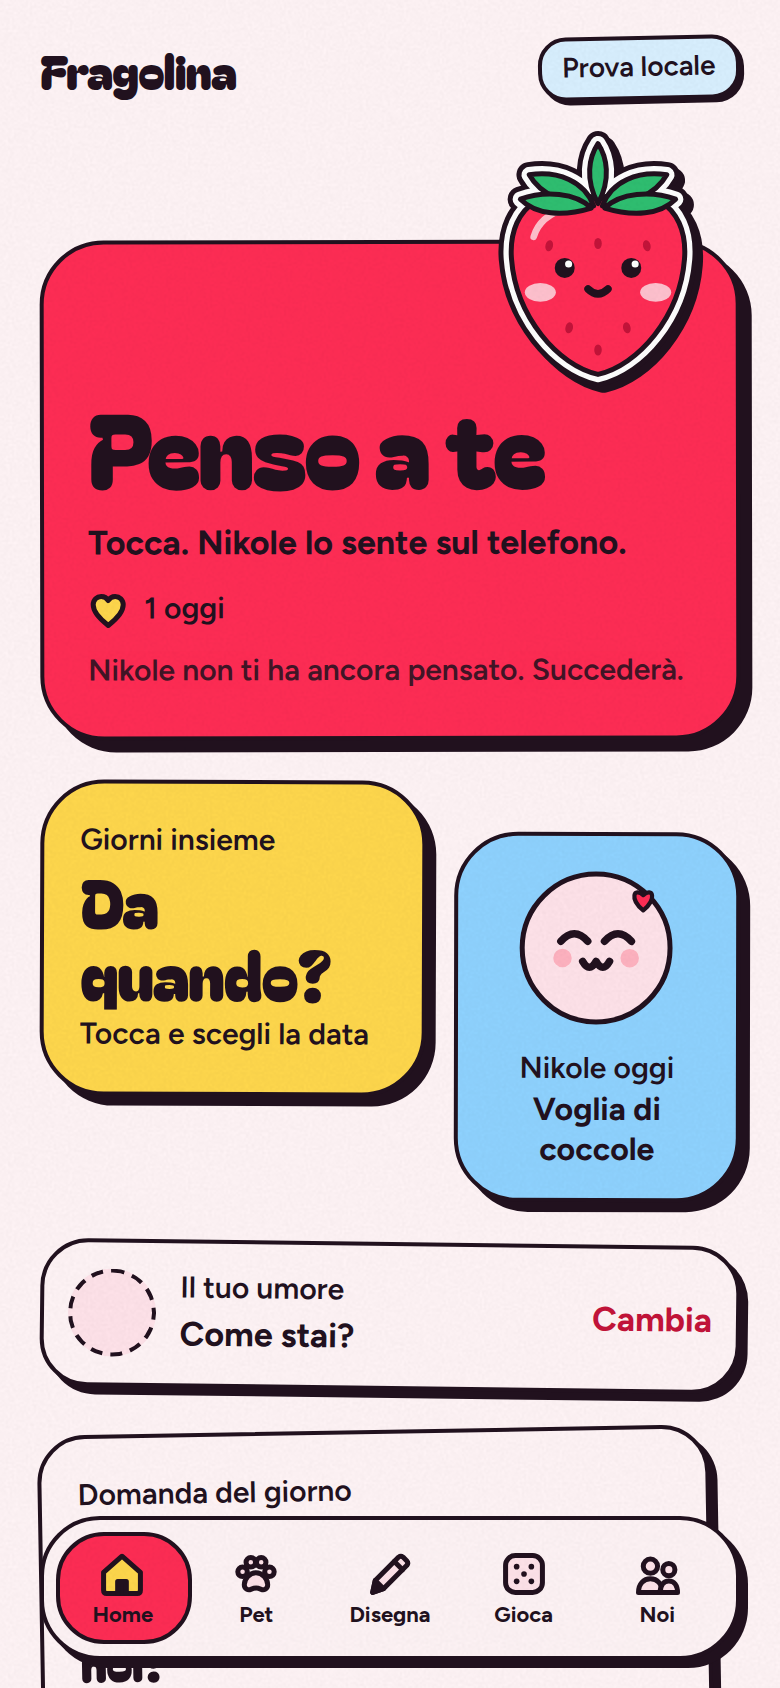 Fragolina
Prova locale
Penso a te
Tocca. Nikole lo sente sul telefono.
1 oggi
Nikole non ti ha ancora pensato. Succederà.
Giorni insieme
Da
quando?
Tocca e scegli la data
Nikole oggi
Voglia di
coccole
Il tuo umore
Come stai?
Cambia
Domanda del giorno
Home
Pet
Disegna
Gioca
Noi